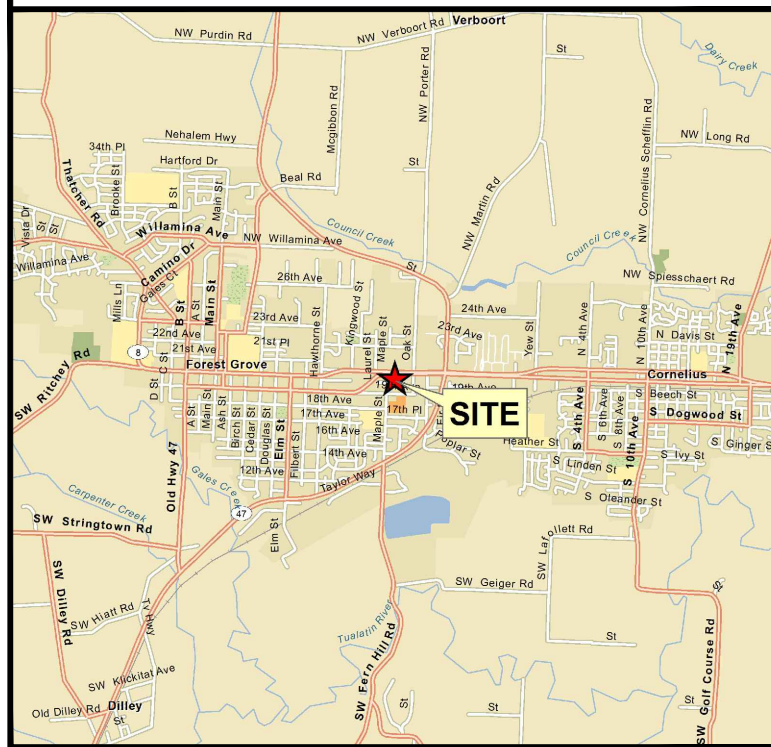 Verboort
NW Purdin Rd
NW Verboort Rd
St
Dairy Creek
NW Porter Rd
Mcgibbon Rd
NW Cornelius Schefflin Rd
NW Long Rd
Nehalem Hwy
34th Pl
Hartford Dr
Brooke St
B St
Main St
Beal Rd
St
Thatcher Rd
NW Martin Rd
Vista Dr
St
St
Willamina Ave
NW Willamina Ave
Council Creek
Council Creek
Willamina Ave
Camino Dr
Gales Ct
St
26th Ave
NW Spiesschaert Rd
Mills Ln
B St
A St
Main St
Kingwood St
Hawthorne St
Laurel St
Maple St
Oak St
24th Ave
23rd Ave
23rd Ave
Yew St
N 4th Ave
N 10th Ave
N Davis St
N 19th Ave
22nd Ave
21st Ave
21st Pl
SW Ritchey Rd
8
Forest Grove
Cornelius
D St
C St
19th Ave
18th Ave
17th Ave
17th Pl
SITE
S Beech St
S Dogwood St
A St
Main St
Ash St
Birch St
Cedar St
Douglas St
Elm St
Filbert St
16th Ave
Maple St
14th Ave
12th Ave
Poplar St
Heather St
S 4th Ave
S 6th Ave
S 8th Ave
S 10th Ave
S Ginger St
S Ivy St
S Linden St
S Oleander St
Old Hwy 47
Gales Creek
Taylor Way
47
Carpenter Creek
SW Stringtown Rd
Elm St
SW Lafollett Rd
SW Geiger Rd
St
SW Dilley Rd
SW Hiatt Rd
TV Hwy
Tualatin River
SW Fern Hill Rd
St
SW Golf Course Rd
SW Klickitat Ave
Old Dilley Rd
Dilley
St
St
St